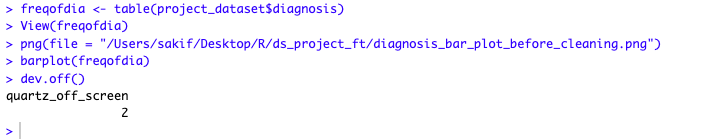 > freqofdia <- table(project_dataset$diagnosis)
> View(freqofdia)
> png(file = "/Users/sakif/Desktop/R/ds_project_ft/diagnosis_bar_plot_before_cleaning.png")
> barplot(freqofdia)
> dev.off()
quartz_off_screen
2
>